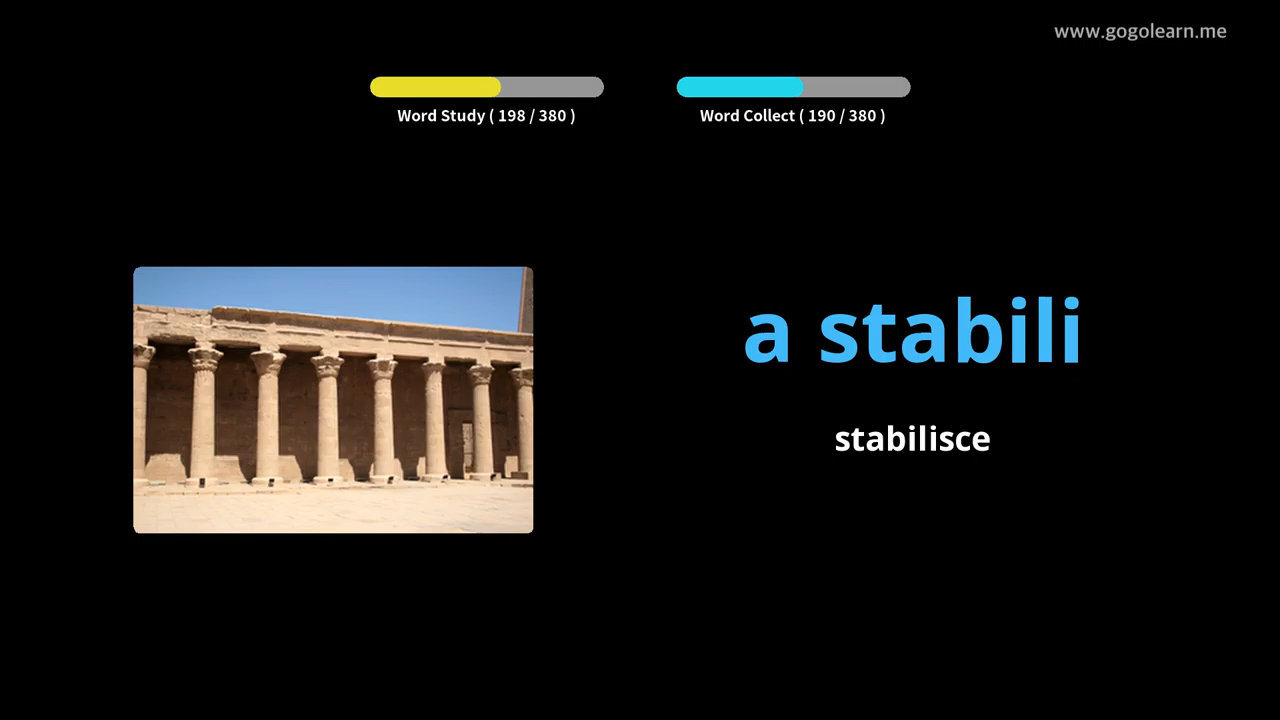 www.gogolearn.me
Word Study ( 198 / 380 )
Word Collect ( 190 / 380 )
a stabili
stabilisce